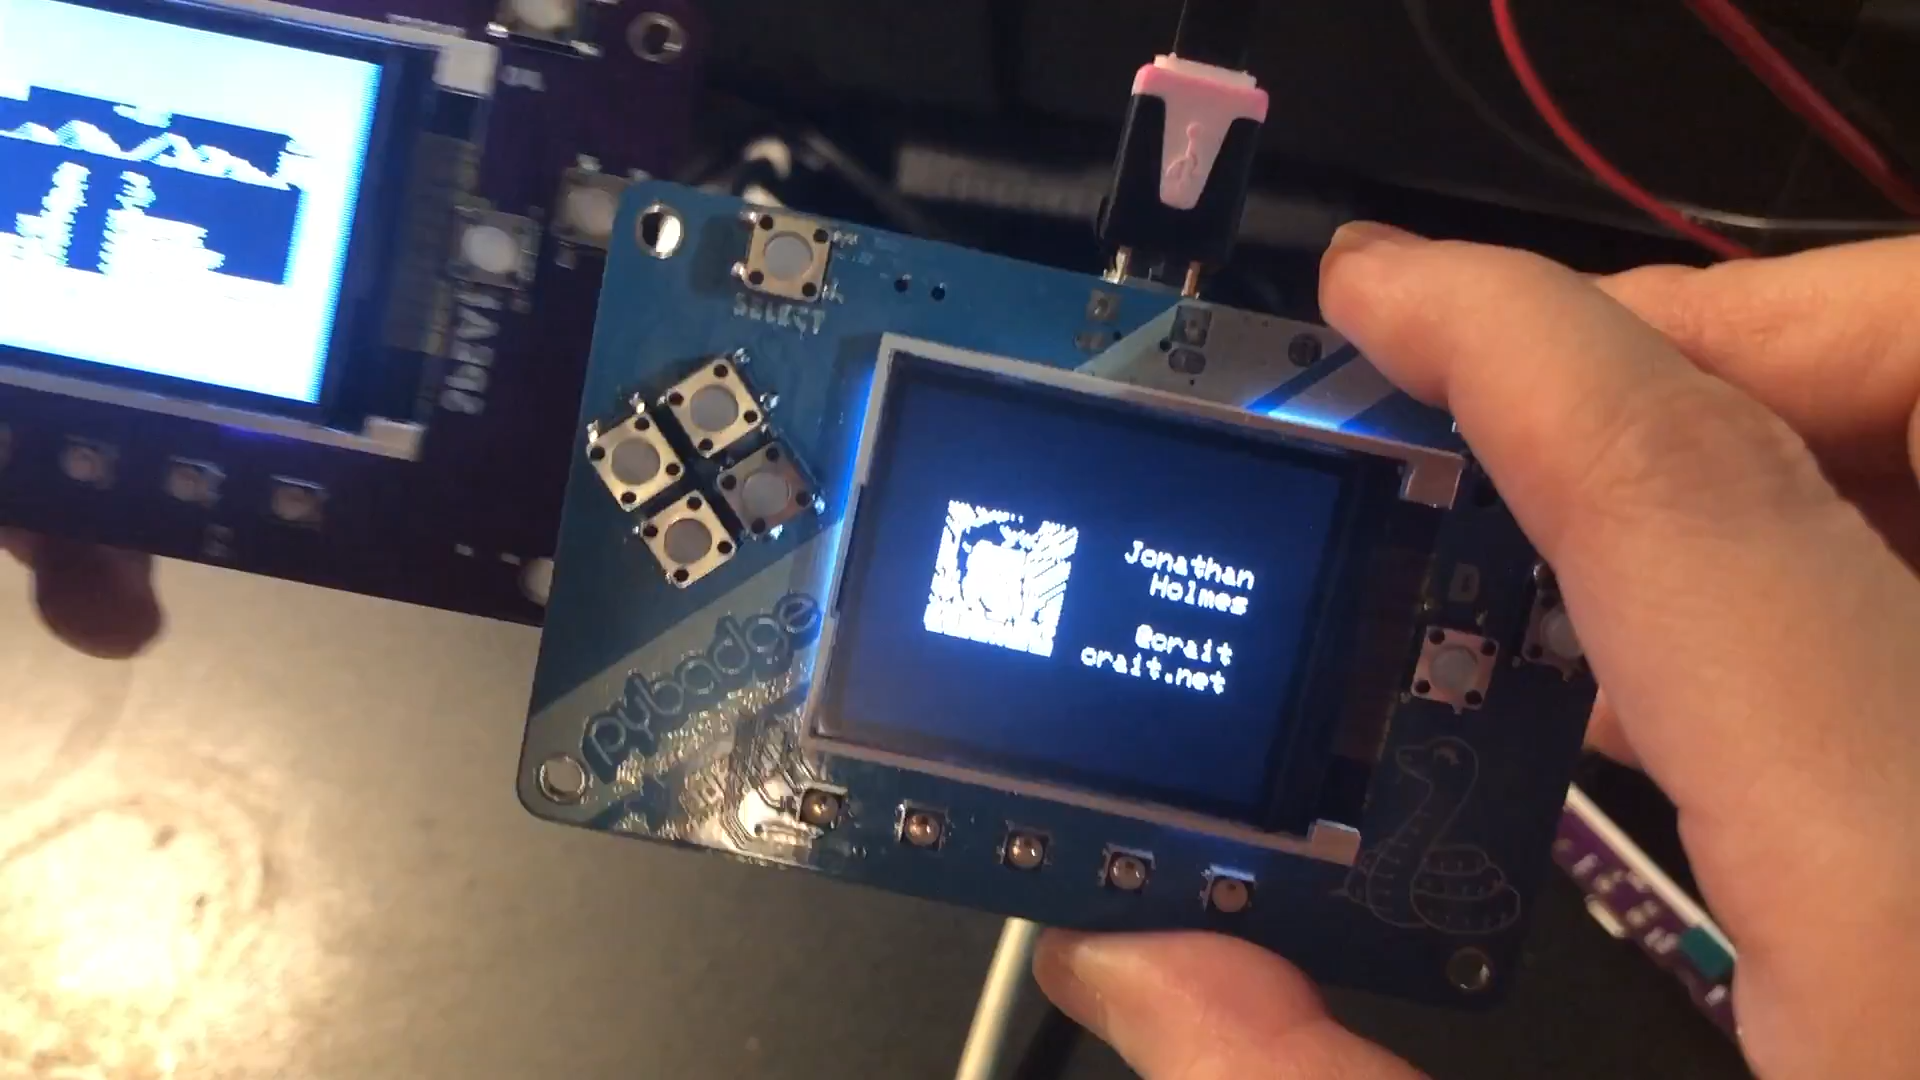 SELECT
Jonathan
Holmes
@crait
crait.net
pybadge
B